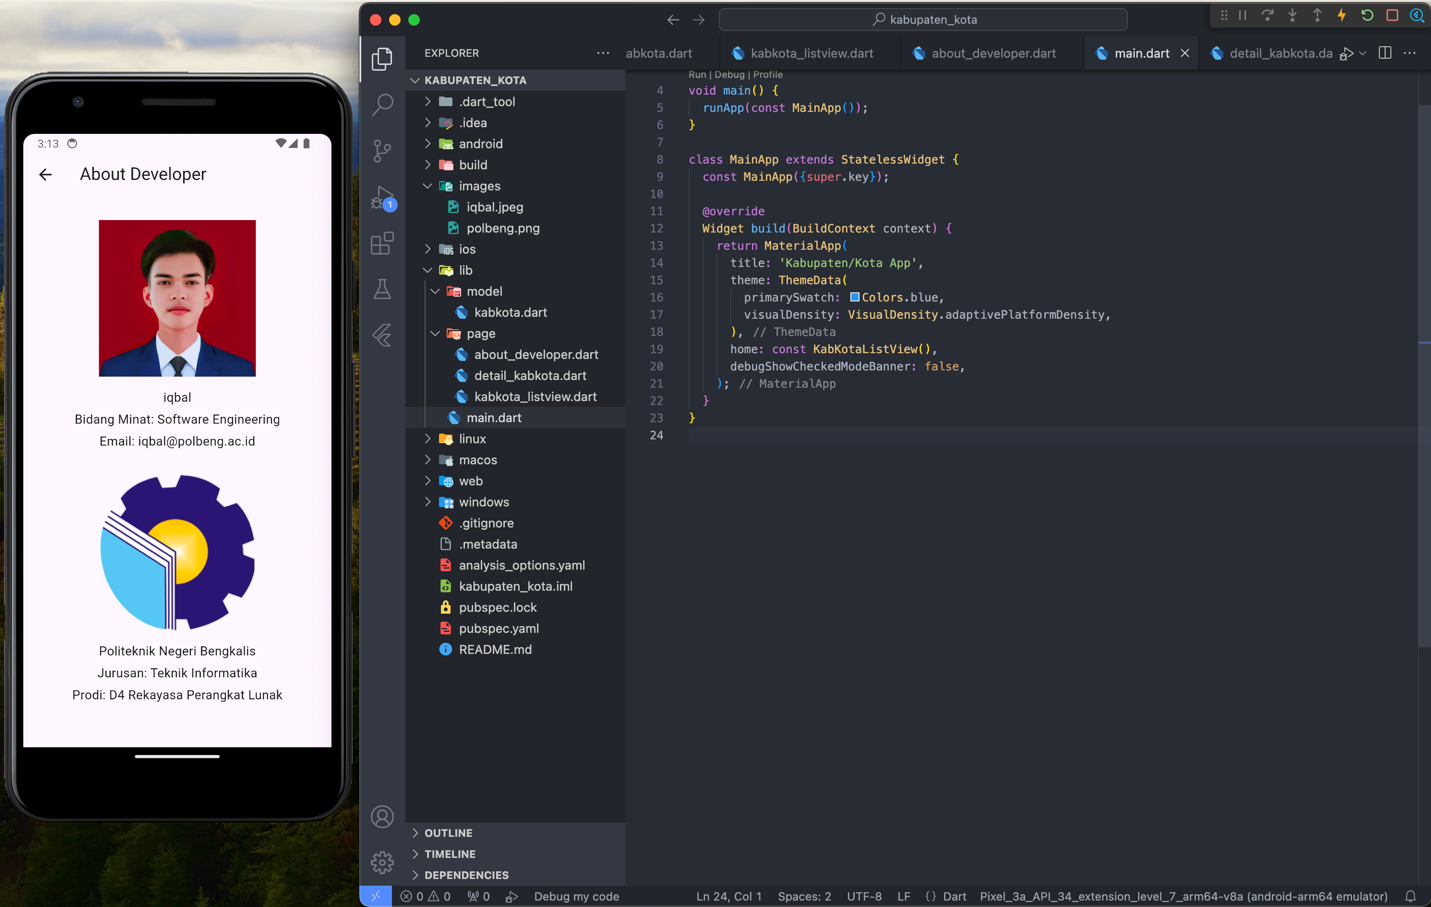 3:13
About Developer
iqbal
Bidang Minat: Software Engineering
Email: iqbal@polbeng.ac.id
Politeknik Negeri Bengkalis
Jurusan: Teknik Informatika
Prodi: D4 Rekayasa Perangkat Lunak
kabupaten_kota
EXPLORER
KABUPATEN_KOTA
.dart_tool
.idea
android
build
images
iqbal.jpeg
polbeng.png
ios
lib
model
kabkota.dart
page
about_developer.dart
detail_kabkota.dart
kabkota_listview.dart
main.dart
linux
macos
web
windows
.gitignore
.metadata
analysis_options.yaml
kabupaten_kota.iml
pubspec.lock
pubspec.yaml
README.md
OUTLINE
TIMELINE
DEPENDENCIES
1
abkota.dart
kabkota_listview.dart
about_developer.dart
main.dart
detail_kabkota.da
Run | Debug | Profile
4 void main() {
5 runApp(const MainApp());
6 }
7
8 class MainApp extends StatelessWidget {
9 const MainApp({super.key});
10
11 @override
12 Widget build(BuildContext context) {
13 return MaterialApp(
14 title: 'Kabupaten/Kota App',
15 theme: ThemeData(
16 primarySwatch: Colors.blue,
17 visualDensity: VisualDensity.adaptivePlatformDensity,
18 ), // ThemeData
19 home: const KabKotaListView(),
20 debugShowCheckedModeBanner: false,
21 ); // MaterialApp
22 }
23 }
24
0 0 0 Debug my code Ln 24, Col 1 Spaces: 2 UTF-8 LF {} Dart Pixel_3a_API_34_extension_level_7_arm64-v8a (android-arm64 emulator)